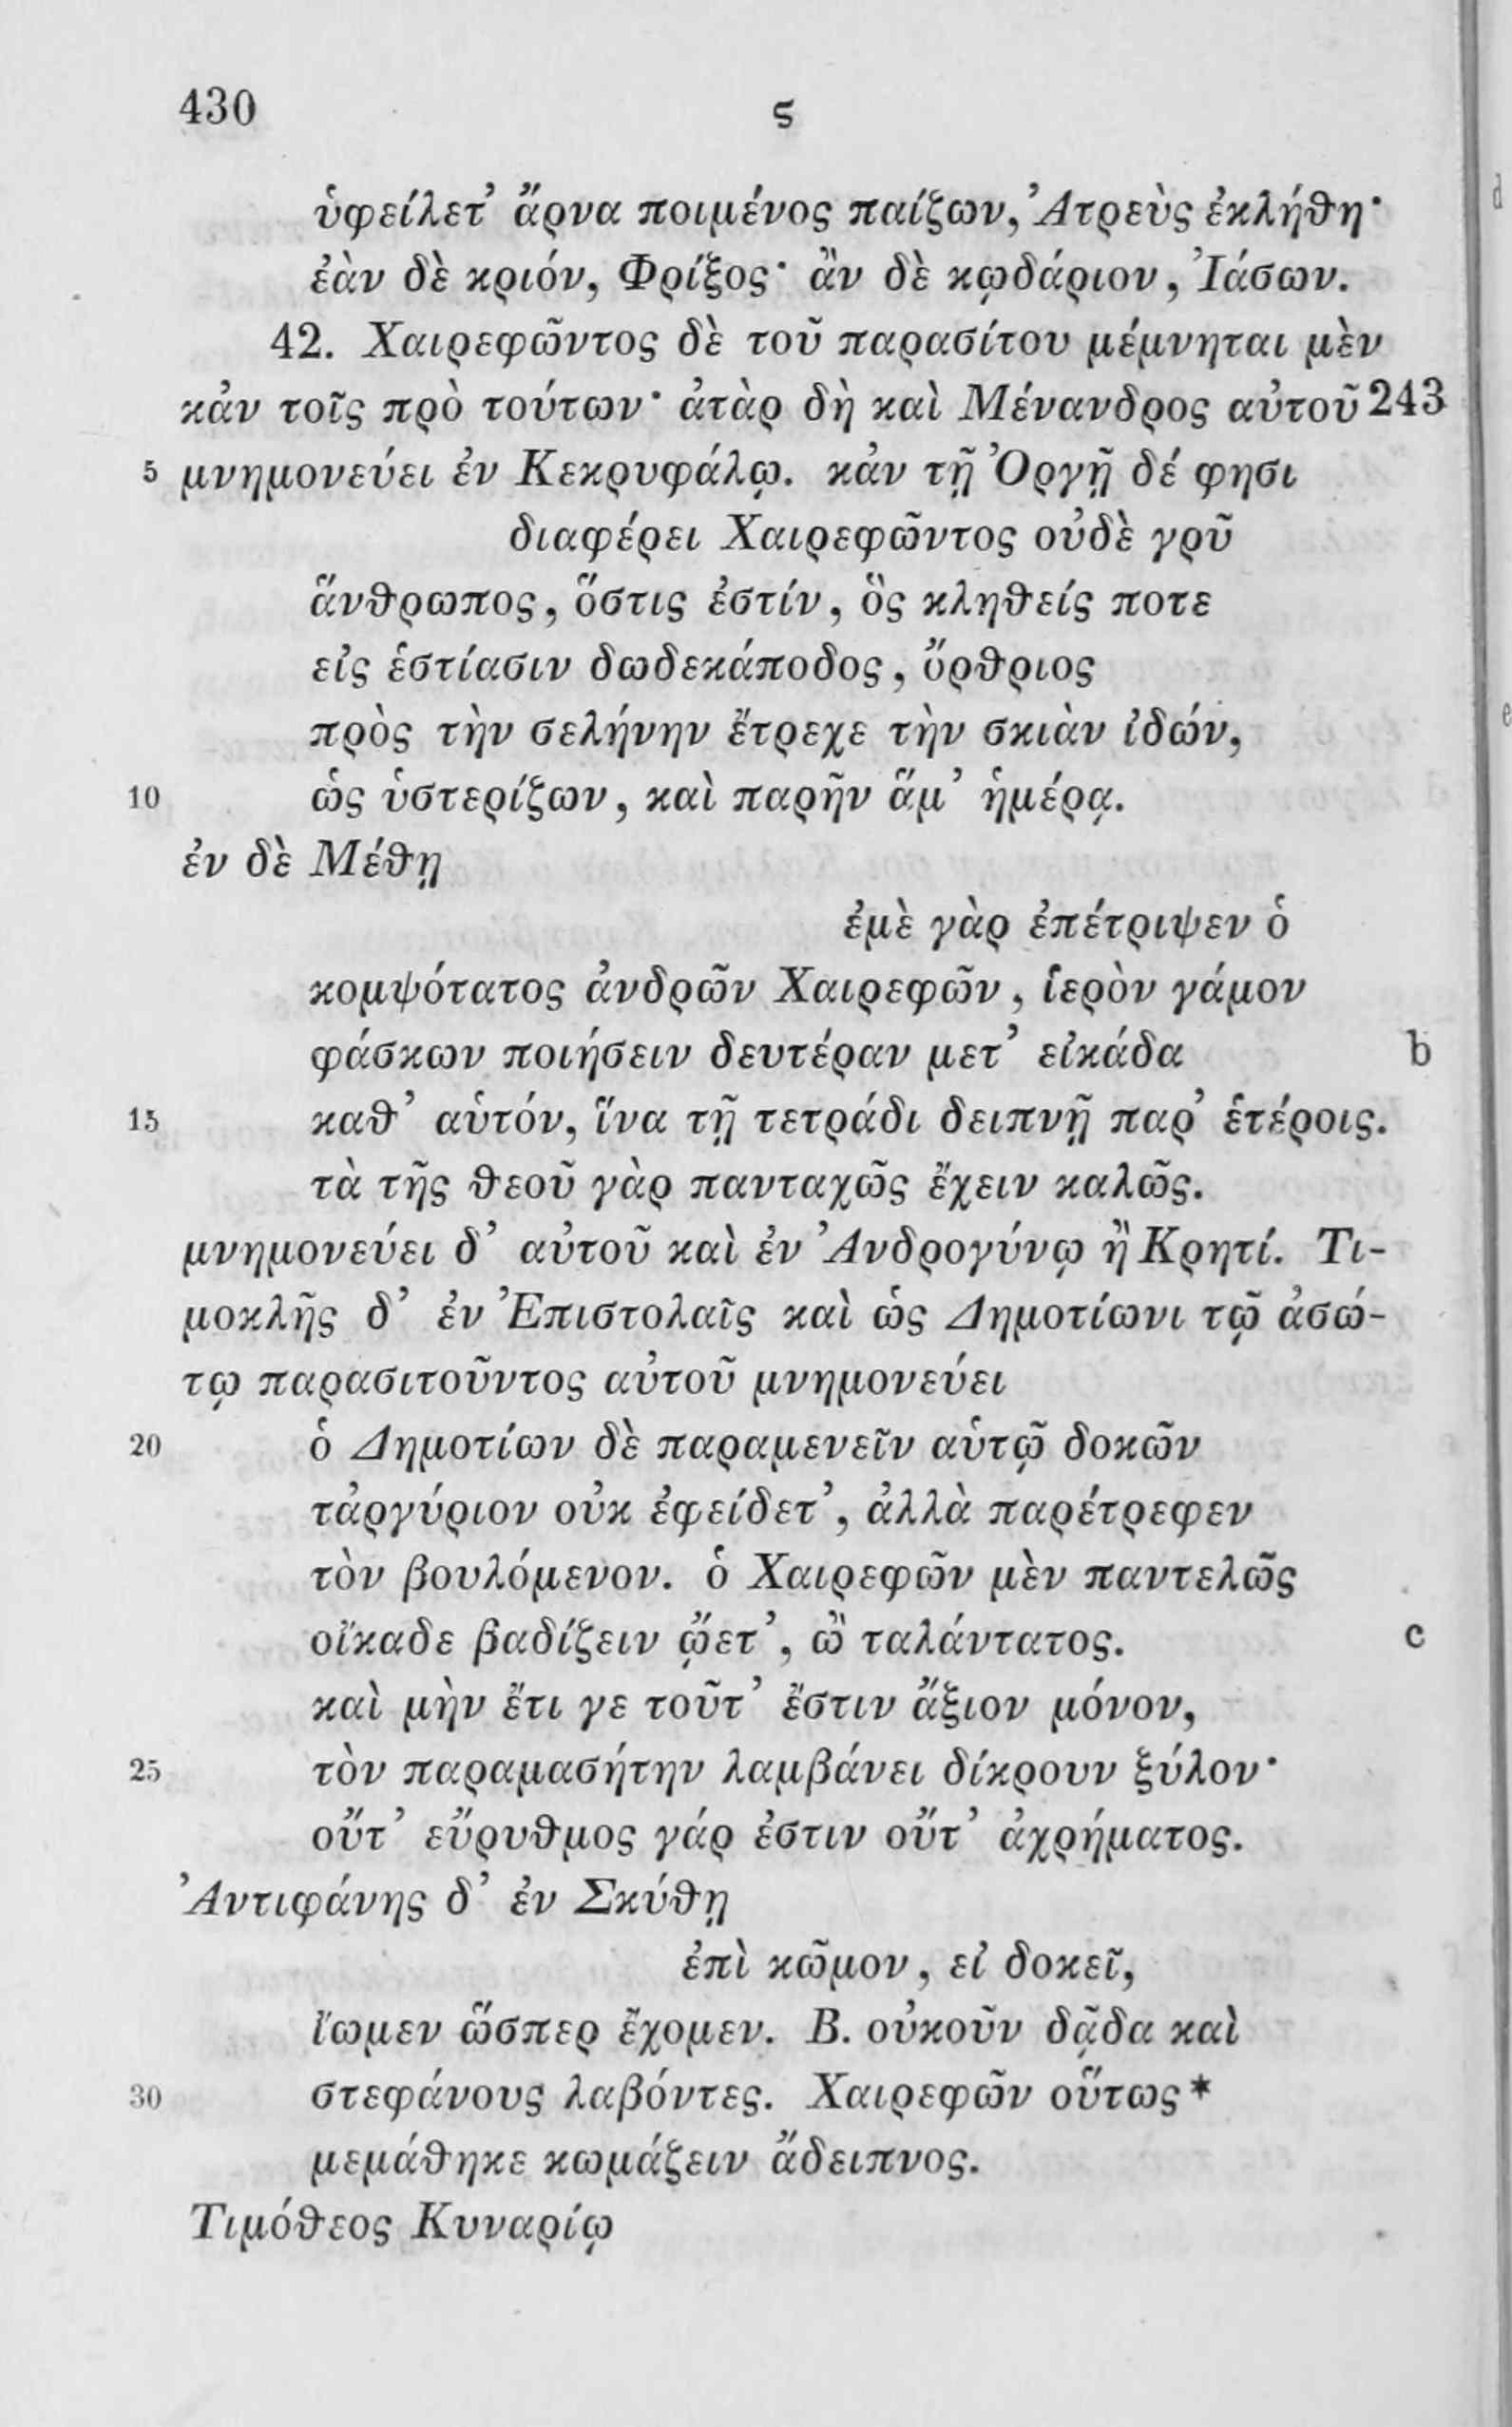 430 ϛ
ὑφείλετ’ ἄρνα ποιμένος παίζων, Ἀτρεὺς ἐκλήθη·
ἐὰν δὲ κριόν, Φρίξος· ἂν δὲ κῳδάριον, Ἰάσων.
42. Χαιρεφῶντος δὲ τοῦ παρασίτου μέμνηται μὲν
κἀν τοῖς πρὸ τούτων· ἀτὰρ δὴ καὶ Μένανδρος αὐτοῦ 243
5 μνημονεύει ἐν Κεκρυφάλῳ. κἀν τῇ Ὀργῇ δέ φησι
διαφέρει Χαιρεφῶντος οὐδὲ γρῦ
ἅνθρωπος, ὅστις ἐστίν, ὃς κληθείς ποτε
εἰς ἑστίασιν δωδεκάποδος, ὄρθριος
πρὸς τὴν σελήνην ἔτρεχε τὴν σκιὰν ἰδών,
10 ὡς ὑστερίζων, καὶ παρῆν ἅμ’ ἡμέρᾳ.
ἐν δὲ Μέθῃ
ἐμὲ γὰρ ἐπέτριψεν ὁ
κομψότατος ἀνδρῶν Χαιρεφῶν, ἱερὸν γάμον
φάσκων ποιήσειν δευτέραν μετ’ εἰκάδα b
15 καθ’ αὑτόν, ἵνα τῇ τετράδι δειπνῇ παρ’ ἑτέροις.
τὰ τῆς θεοῦ γὰρ πανταχῶς ἔχειν καλῶς.
μνημονεύει δ’ αὐτοῦ καὶ ἐν Ἀνδρογύνῳ ἢ Κρητί. Τι-
μοκλῆς δ’ ἐν Ἐπιστολαῖς καὶ ὡς Δημοτίωνι τῷ ἀσώ-
τῳ παρασιτοῦντος αὐτοῦ μνημονεύει
20 ὁ Δημοτίων δὲ παραμενεῖν αὑτῷ δοκῶν
τἀργύριον οὐκ ἐφείδετ’, ἀλλὰ παρέτρεφεν
τὸν βουλόμενον. ὁ Χαιρεφῶν μὲν παντελῶς
οἴκαδε βαδίζειν ᾤετ’, ὢ ταλάντατος. c
καὶ μὴν ἔτι γε τοῦτ’ ἔστιν ἄξιον μόνον,
25 τὸν παραμασήτην λαμβάνει δίκρουν ξύλον·
οὔτ’ εὔρυθμος γάρ ἐστιν οὔτ’ ἀχρήματος.
Ἀντιφάνης δ’ ἐν Σκύθῃ
ἐπὶ κῶμον, εἰ δοκεῖ,
ἴωμεν ὥσπερ ἔχομεν. Β. οὐκοῦν δᾷδα καὶ
30 στεφάνους λαβόντες. Χαιρεφῶν οὕτως *
μεμάθηκε κωμάζειν ἄδειπνος.
Τιμόθεος Κυναρίῳ